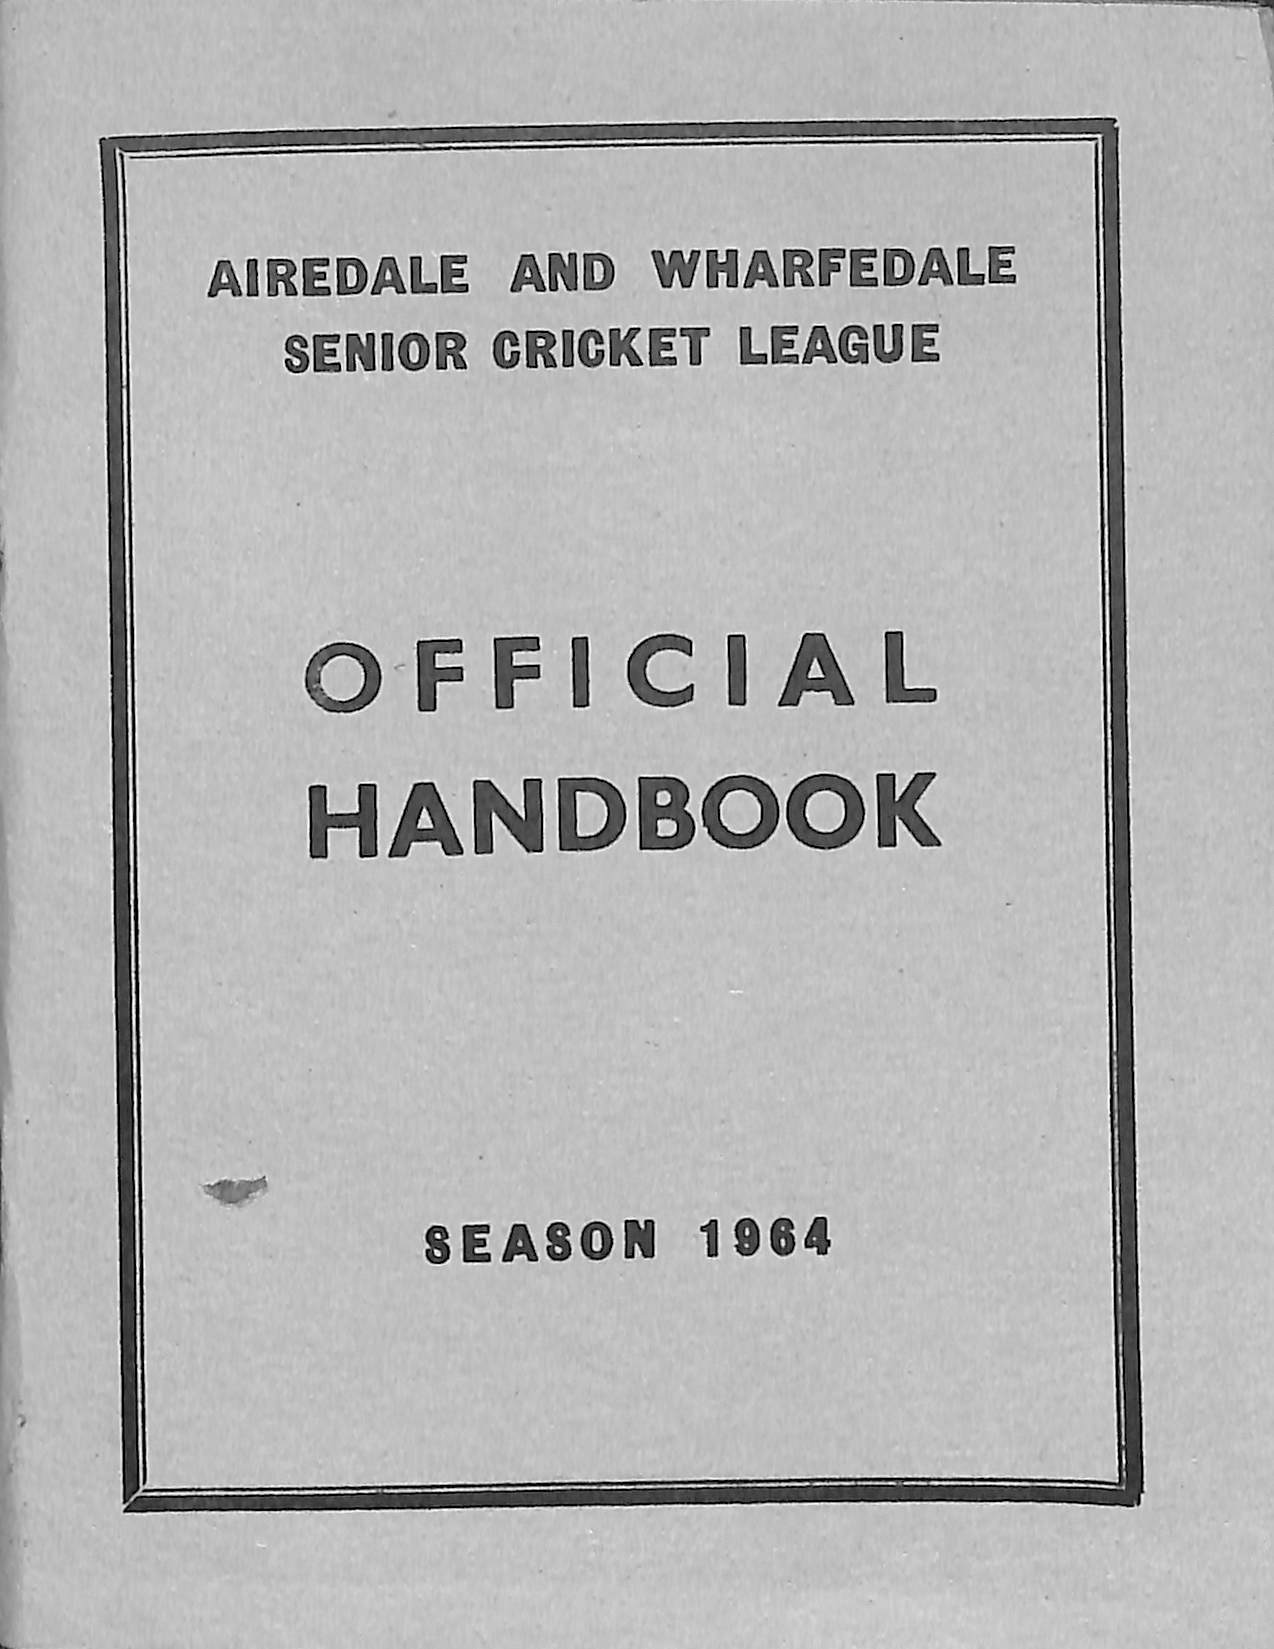 AIREDALE AND WHARFEDALE
SENIOR CRICKET LEAGUE
OFFICIAL
HANDBOOK
SEASON 1964